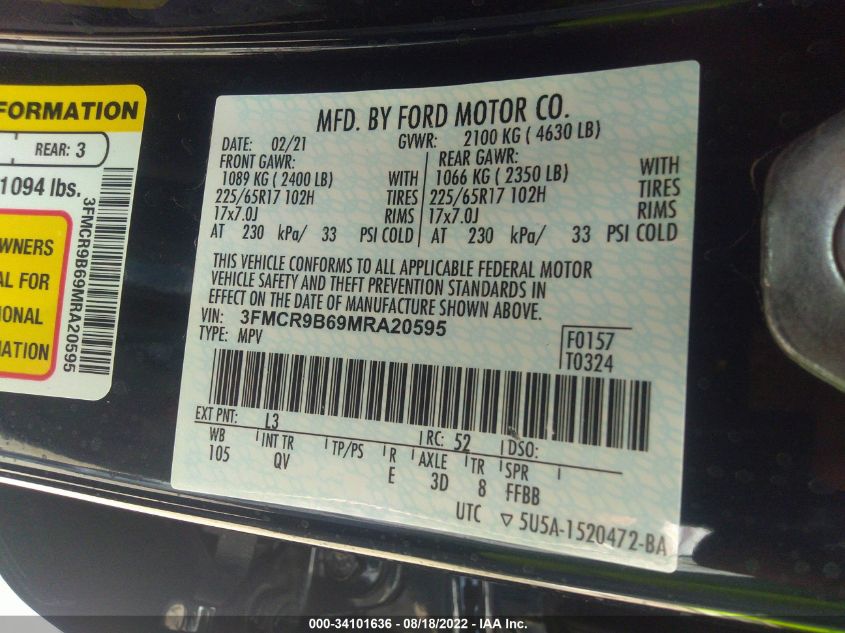 FORMATION
REAR: 3
1094 lbs.
WNERS
AL FOR
IONAL
MATION
3FMCR9B69MRA20595
MFD. BY FORD MOTOR CO.
DATE: 02/21 GVWR: 2100 KG ( 4630 LB)
FRONT GAWR: REAR GAWR:
1089 KG ( 2400 LB) WITH 1066 KG ( 2350 LB) WITH
225/65R17 102H TIRES 225/65R17 102H TIRES
17x7.0J RIMS 17x7.0J RIMS
AT 230 kPa/ 33 PSI COLD AT 230 kPa/ 33 PSI COLD
THIS VEHICLE CONFORMS TO ALL APPLICABLE FEDERAL MOTOR
VEHICLE SAFETY AND THEFT PREVENTION STANDARDS IN
EFFECT ON THE DATE OF MANUFACTURE SHOWN ABOVE.
VIN: 3FMCR9B69MRA20595
TYPE: MPV
F0157
T0324
EXT PNT: L3 RC: 52 DSO:
WB INT TR TP/PS R AXLE TR SPR
105 QV E 3D 8 FFBB
UTC ▽ 5U5A-1520472-BA
000-34101636 - 08/18/2022 - IAA Inc.